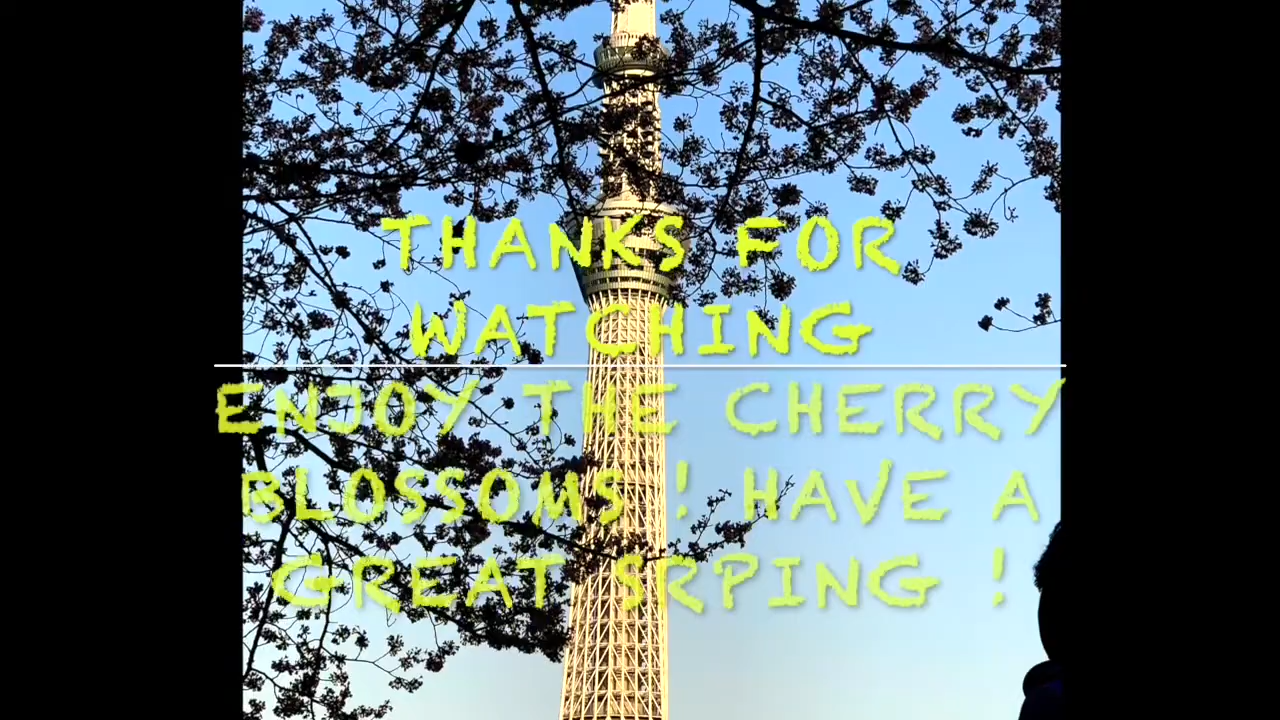 THANKS FOR
WATCHING
ENJOY THE CHERRY
BLOSSOMS ! HAVE A
GREAT SRPING !